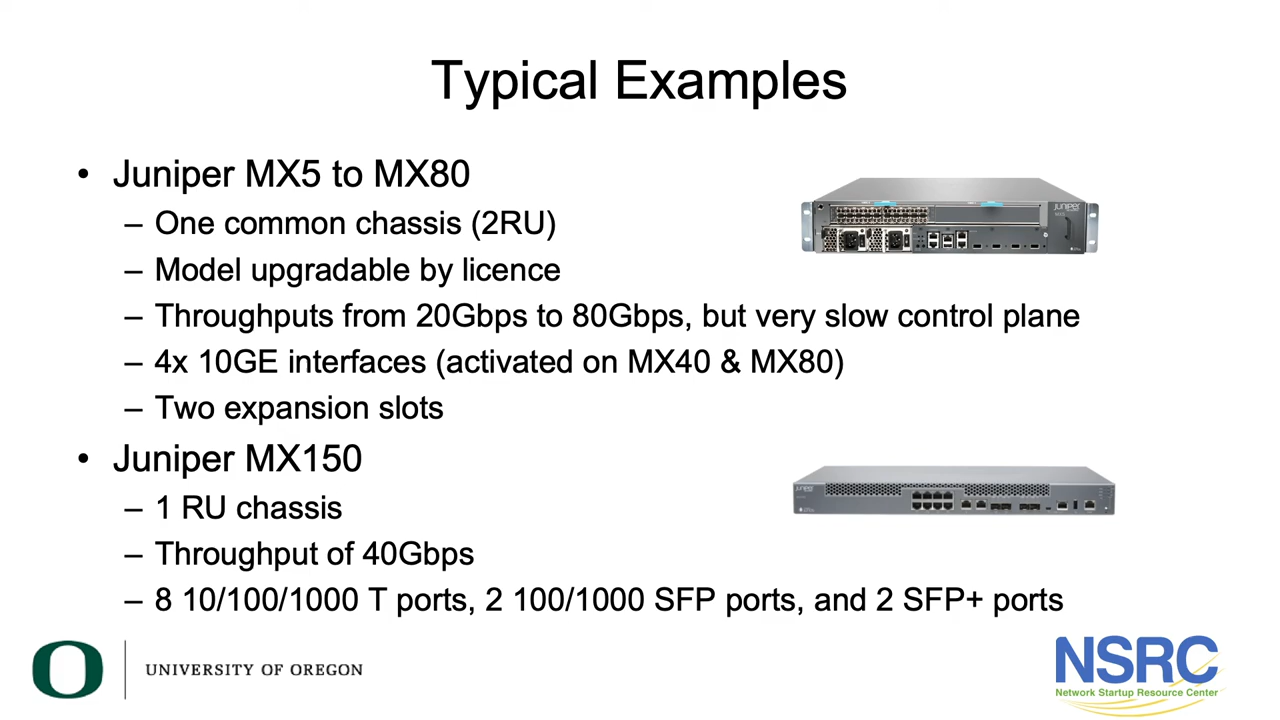 Typical Examples
• Juniper MX5 to MX80
– One common chassis (2RU)
– Model upgradable by licence
– Throughputs from 20Gbps to 80Gbps, but very slow control plane
– 4x 10GE interfaces (activated on MX40 & MX80)
– Two expansion slots
• Juniper MX150
– 1 RU chassis
– Throughput of 40Gbps
– 8 10/100/1000 T ports, 2 100/1000 SFP ports, and 2 SFP+ ports
O
UNIVERSITY OF OREGON
NSRC
Network Startup Resource Center